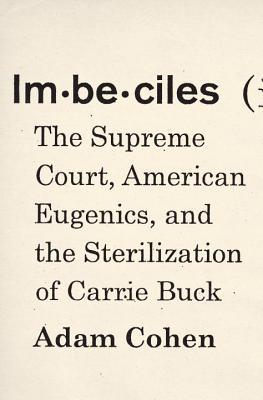 Im·be·ciles (
The Supreme
Court, American
Eugenics, and
the Sterilization
of Carrie Buck
Adam Cohen